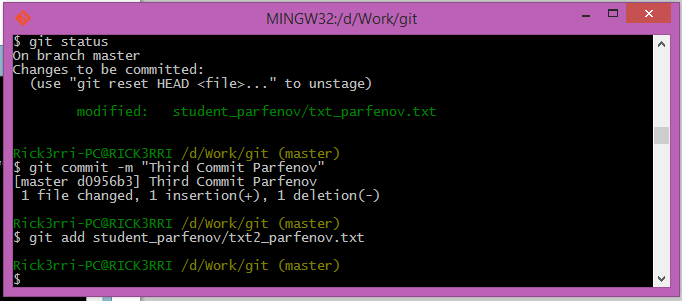 MINGW32:/d/Work/git
$ git status
On branch master
Changes to be committed:
  (use "git reset HEAD <file>..." to unstage)
        modified:   student_parfenov/txt_parfenov.txt
Rick3rri-PC@RICK3RRI /d/Work/git (master)
$ git commit -m "Third Commit Parfenov"
[master d0956b3] Third Commit Parfenov
 1 file changed, 1 insertion(+), 1 deletion(-)
Rick3rri-PC@RICK3RRI /d/Work/git (master)
$ git add student_parfenov/txt2_parfenov.txt
Rick3rri-PC@RICK3RRI /d/Work/git (master)
$